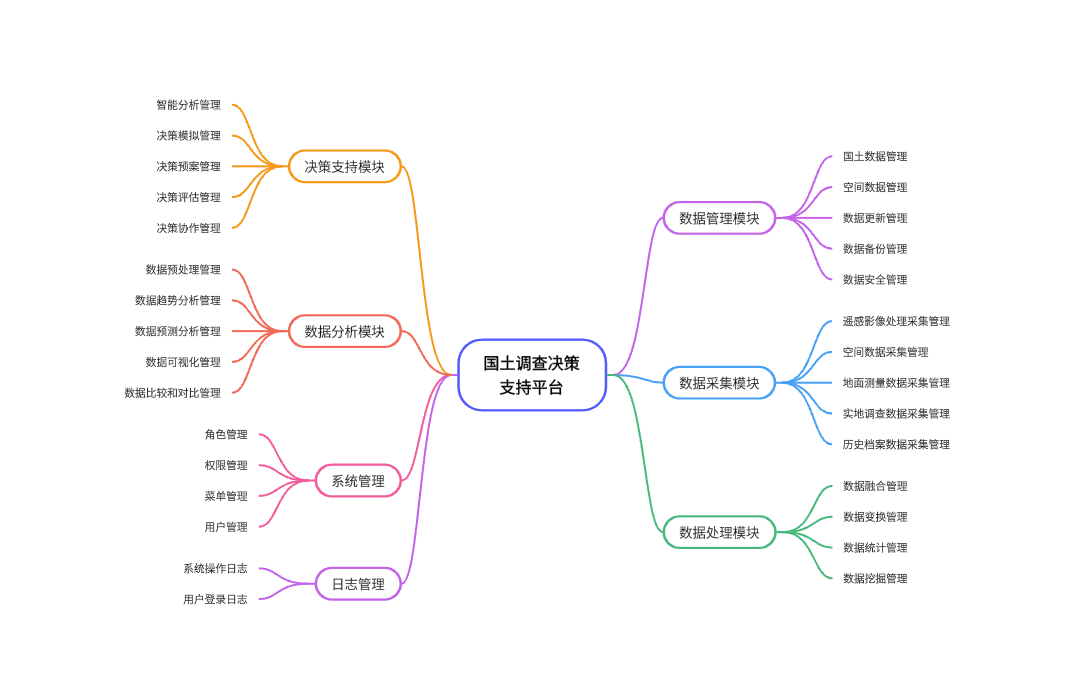 国土调查决策
支持平台
数据管理模块
国土数据管理
空间数据管理
数据更新管理
数据备份管理
数据安全管理
数据采集模块
遥感影像处理采集管理
空间数据采集管理
地面测量数据采集管理
实地调查数据采集管理
历史档案数据采集管理
数据处理模块
数据融合管理
数据变换管理
数据统计管理
数据挖掘管理
决策支持模块
智能分析管理
决策模拟管理
决策预案管理
决策评估管理
决策协作管理
数据分析模块
数据预处理管理
数据趋势分析管理
数据预测分析管理
数据可视化管理
数据比较和对比管理
系统管理
角色管理
权限管理
菜单管理
用户管理
日志管理
系统操作日志
用户登录日志